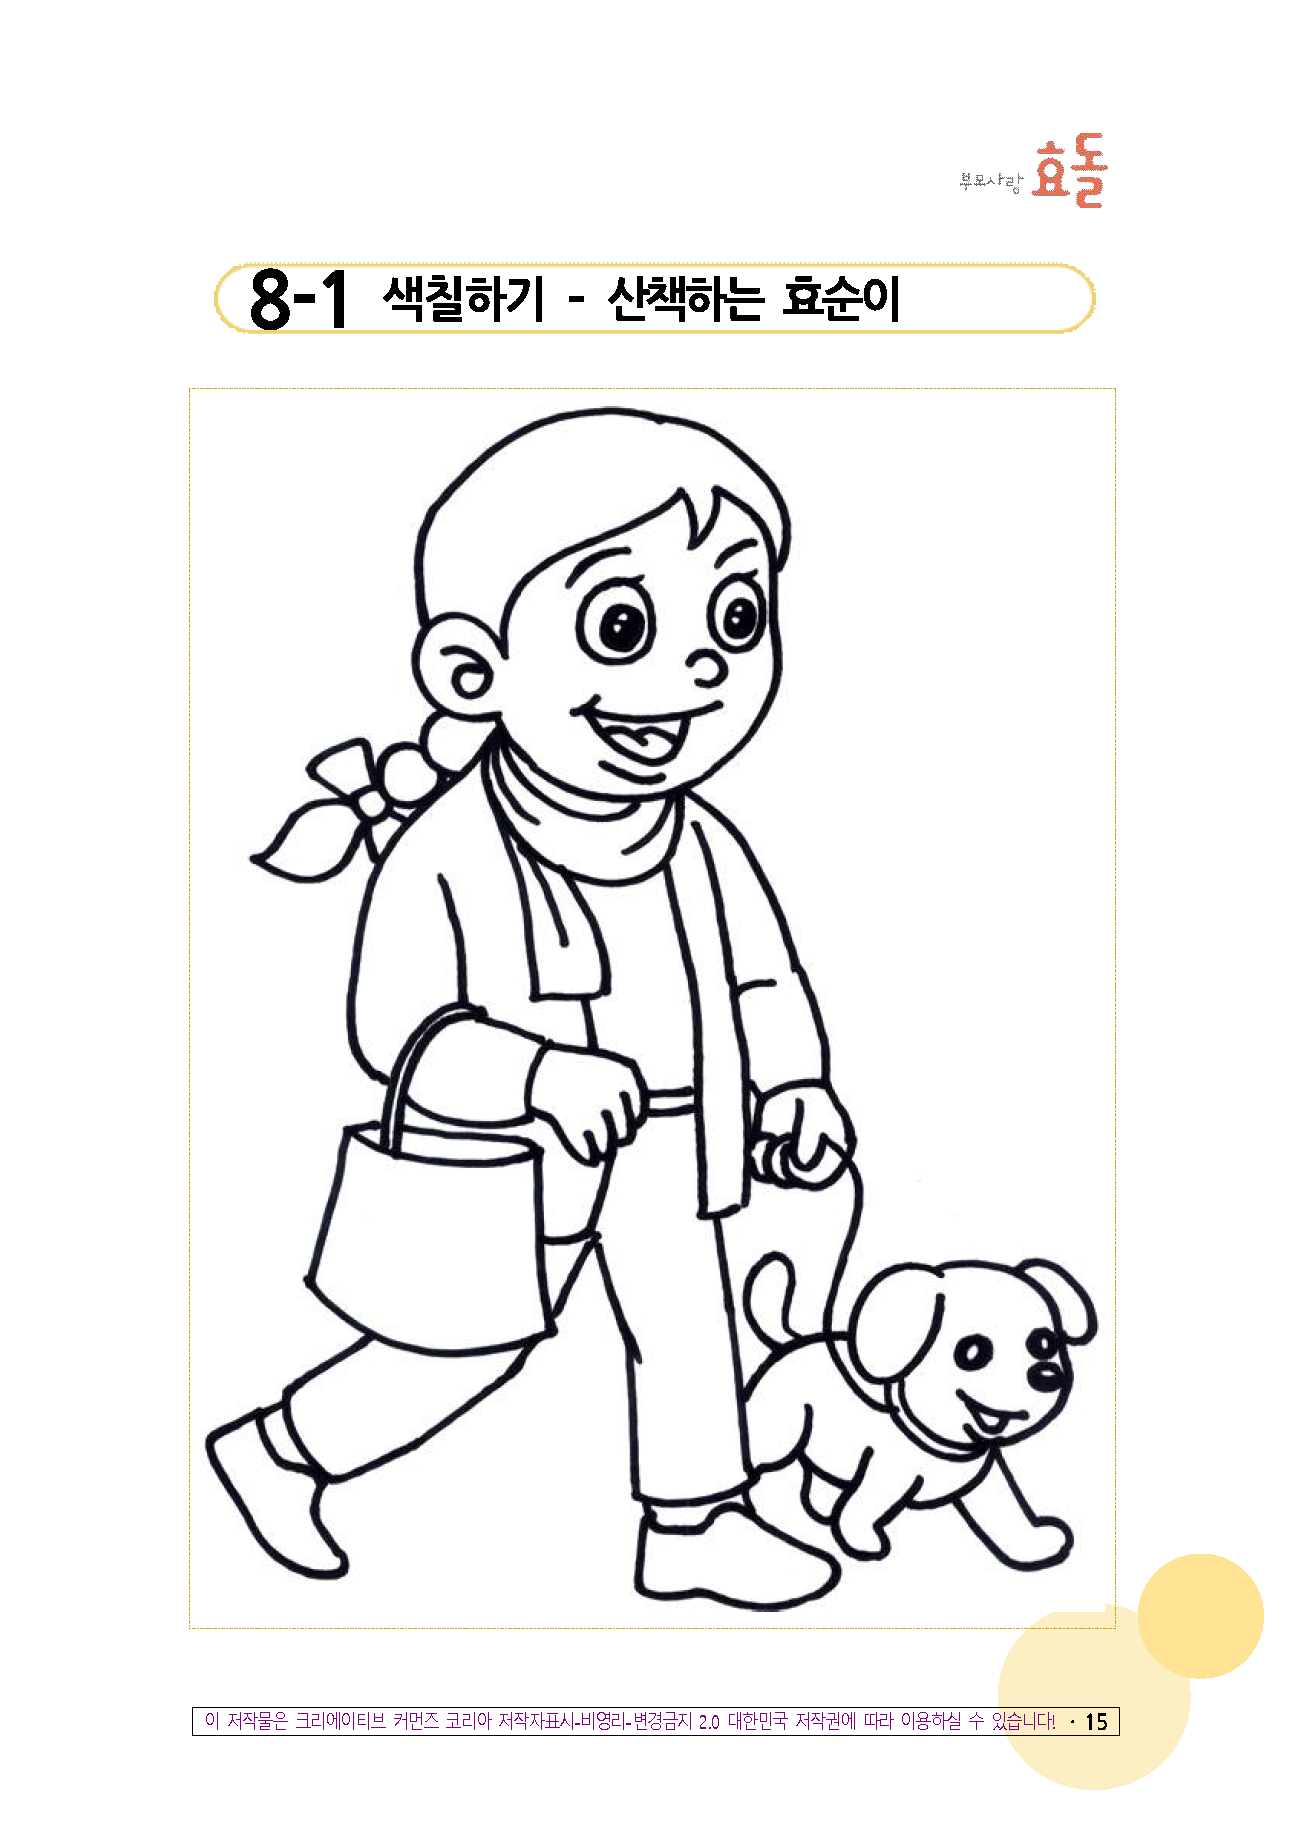 부모사랑 효돌
8-1 색칠하기 - 산책하는 효순이
이 저작물은 크리에이티브 커먼즈 코리아 저작자표시-비영리-변경금지 2.0 대한민국 저작권에 따라 이용하실 수 있습니다! · 15